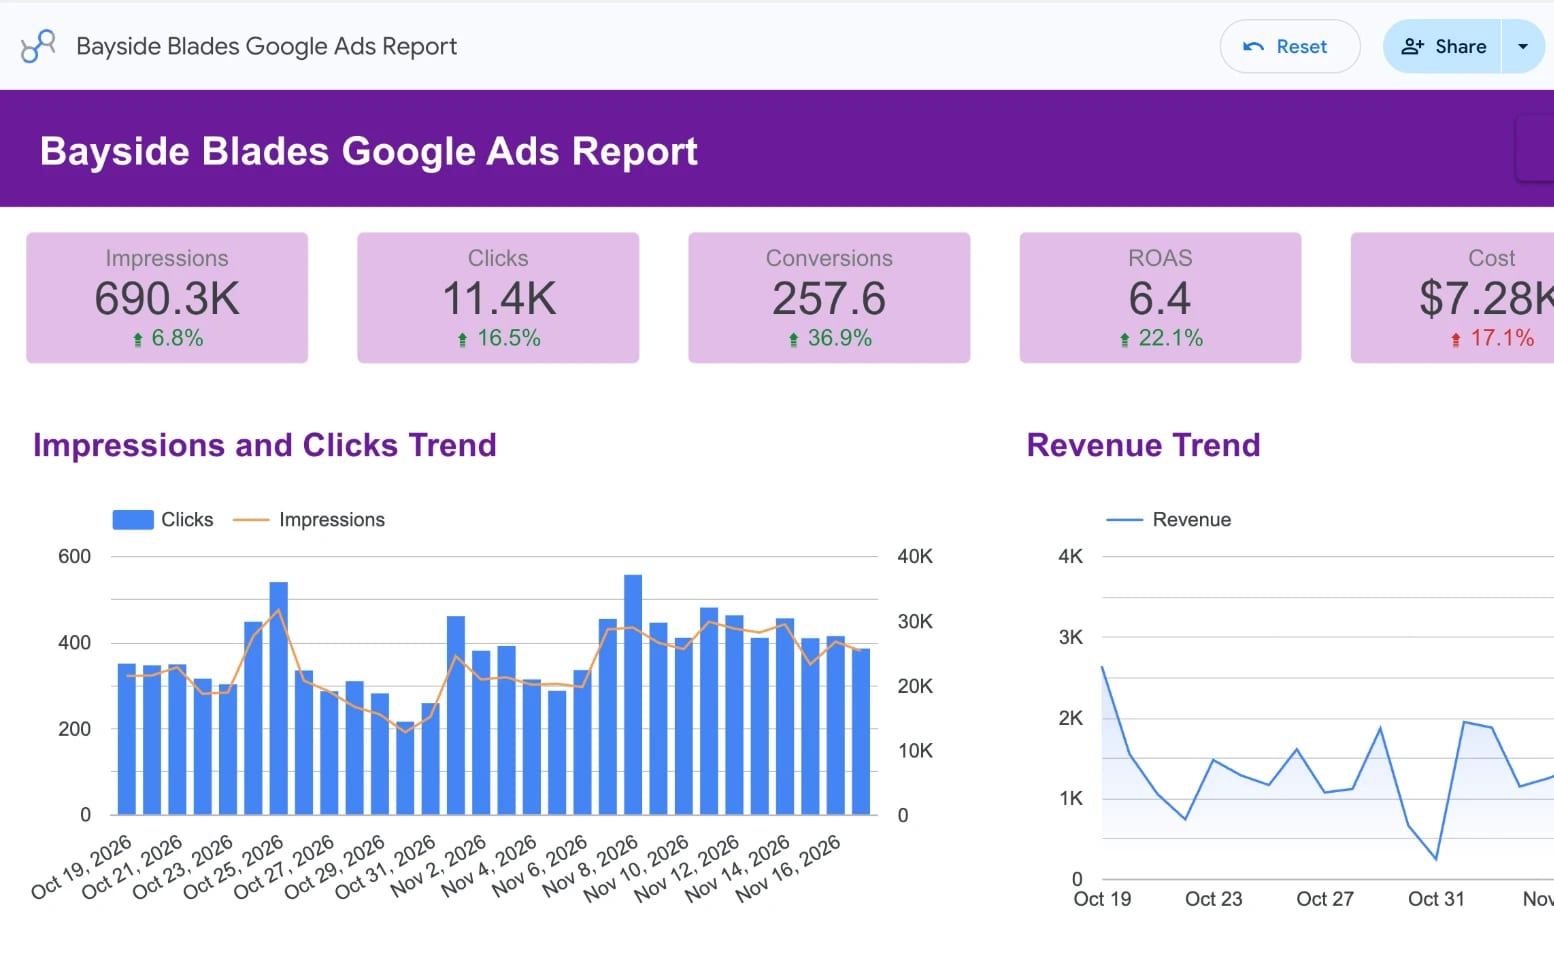 Bayside Blades Google Ads Report
Reset
Share
Bayside Blades Google Ads Report
Impressions
690.3K
6.8%
Clicks
11.4K
16.5%
Conversions
257.6
36.9%
ROAS
6.4
22.1%
Cost
$7.28K
17.1%
Impressions and Clicks Trend
Clicks
Impressions
600
400
200
0
40K
30K
20K
10K
0
Oct 19, 2026
Oct 21, 2026
Oct 23, 2026
Oct 25, 2026
Oct 27, 2026
Oct 29, 2026
Oct 31, 2026
Nov 2, 2026
Nov 4, 2026
Nov 6, 2026
Nov 8, 2026
Nov 10, 2026
Nov 12, 2026
Nov 14, 2026
Nov 16, 2026
Revenue Trend
Revenue
4K
3K
2K
1K
0
Oct 19
Oct 23
Oct 27
Oct 31
Nov